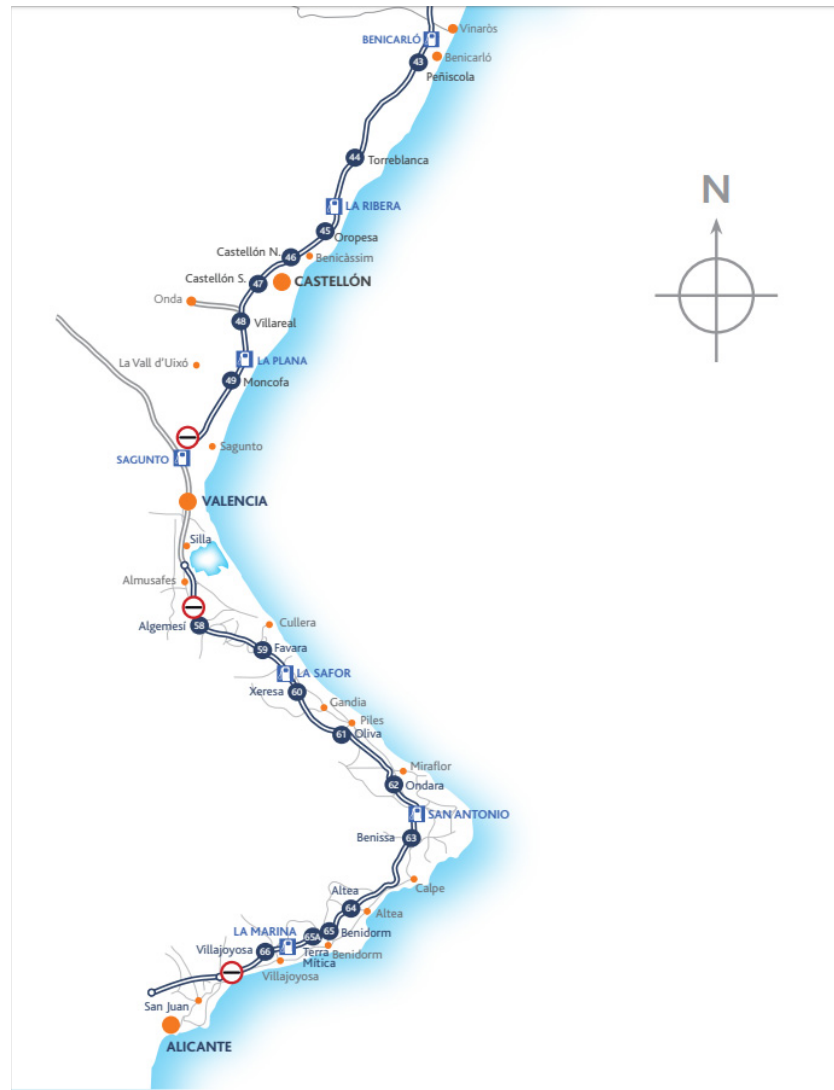 Vinaròs
BENICARLÓ
Benicarló
43
Peñiscola
44
Torreblanca
LA RIBERA
45
Oropesa
Castellón N.
46
Benicàssim
Castellón S.
47
CASTELLÓN
Onda
48
Villareal
La Vall d'Uixó
LA PLANA
49
Moncofa
Sagunto
SAGUNTO
VALENCIA
Silla
Almusafes
Algemesí
58
Cullera
59
Favara
LA SAFOR
Xeresa
60
Gandia
Piles
61
Oliva
Miraflor
62
Ondara
SAN ANTONIO
Benissa
63
Calpe
Altea
64
Altea
LA MARINA
65A
65
Benidorm
Villajoyosa
66
Terra
Mítica
Benidorm
Villajoyosa
San Juan
ALICANTE
N